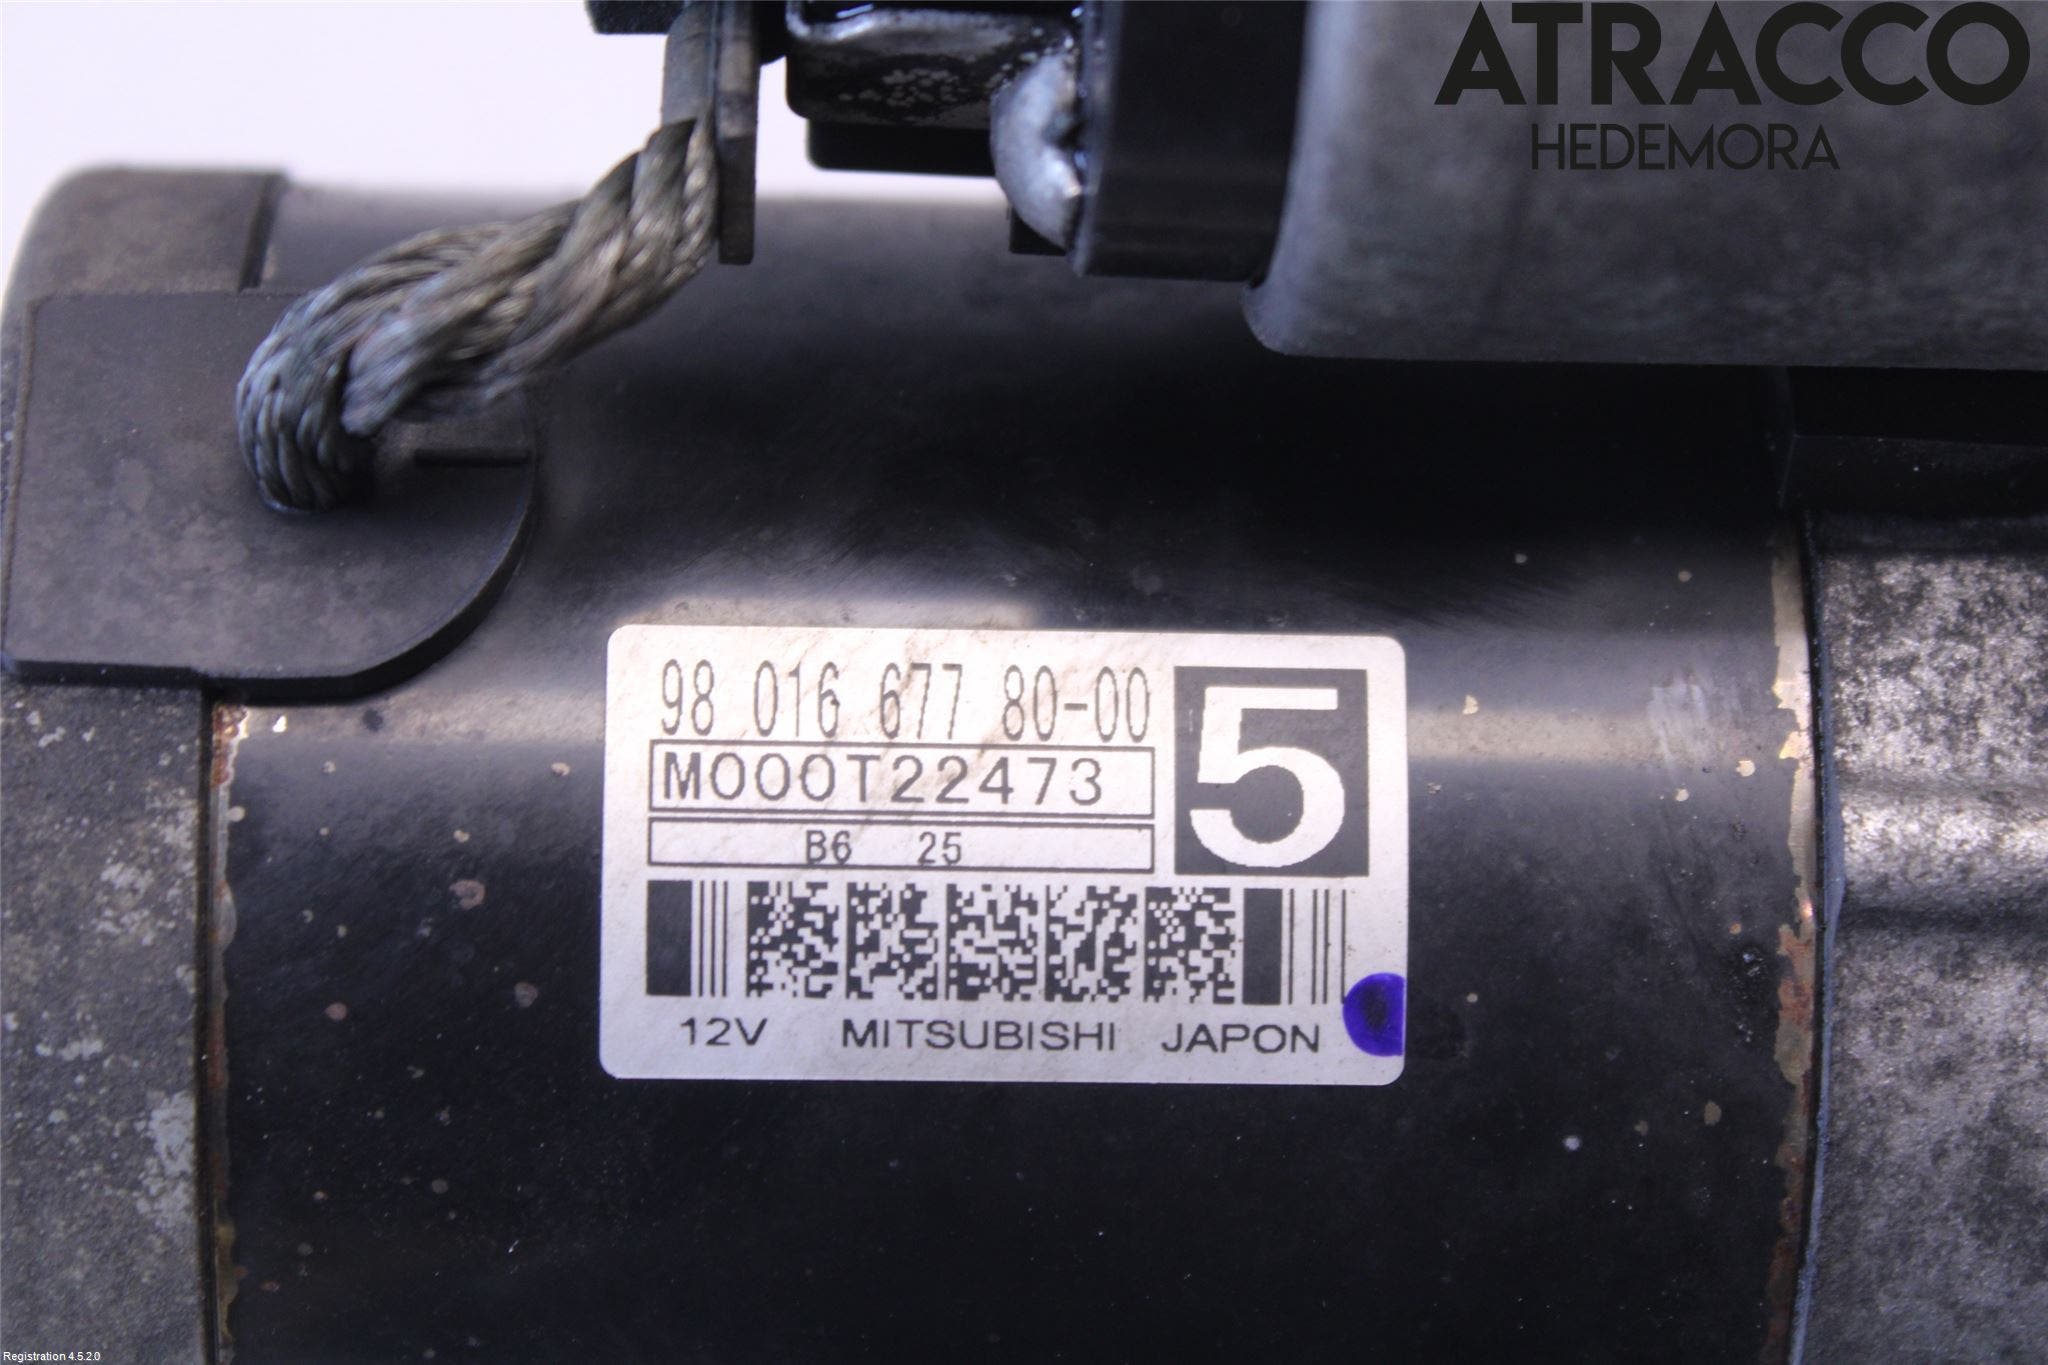 ATRACCO
HEDEMORA
98 016 677 80-00
5
M000T22473
B6 25
12V MITSUBISHI JAPON
Registration 4.5.2.0